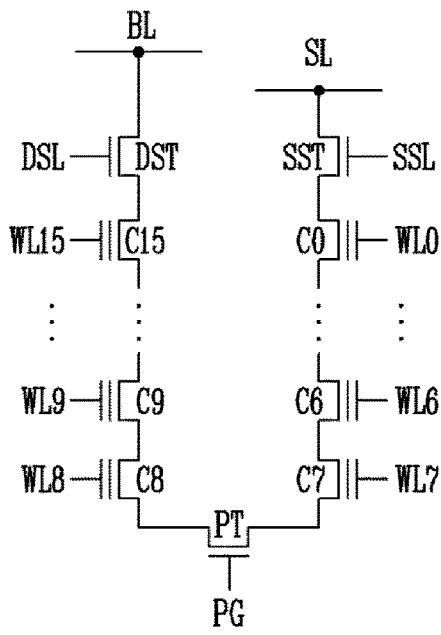 BL
SL
DSL DST SST SSL
WL15 C15 C0 WL0
WL9 C9 C6 WL6
WL8 C8 C7 WL7
PT
PG